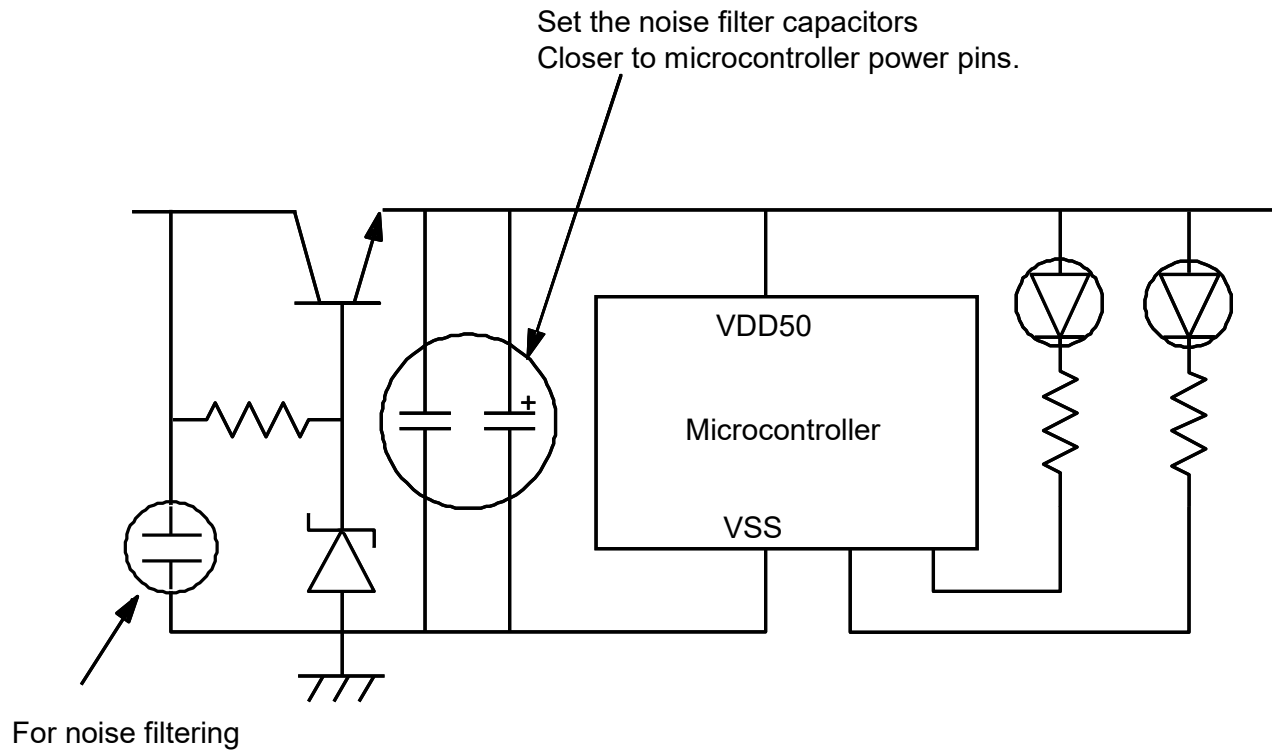 Set the noise filter capacitors
Closer to microcontroller power pins.
VDD50
+
Microcontroller
VSS
For noise filtering